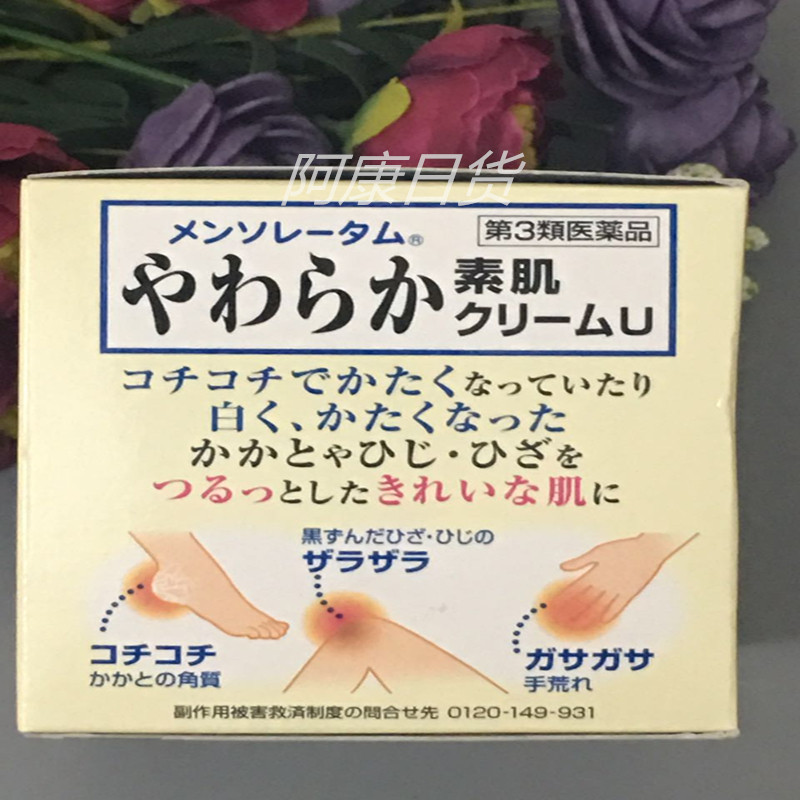 阿康日货
メンソレータム®
第3類医薬品
やわらか
素肌
クリームU
コチコチでかたくなっていたり
白く、かたくなった
かかとやひじ・ひざを
つるっとしたきれいな肌に
黒ずんだひざ・ひじの
ザラザラ
コチコチ
かかとの角質
ガサガサ
手荒れ
副作用被害救済制度の問合せ先 0120-149-931